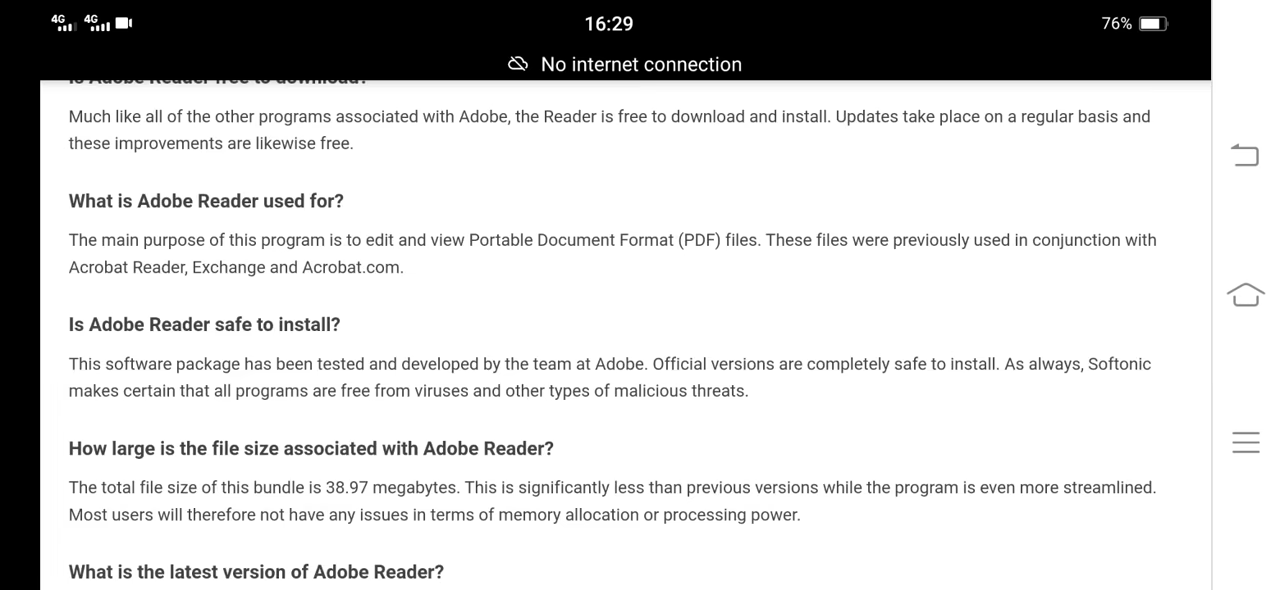 4G 4G 16:29 76%
No internet connection
Is Adobe Reader free to download?
Much like all of the other programs associated with Adobe, the Reader is free to download and install. Updates take place on a regular basis and
these improvements are likewise free.
What is Adobe Reader used for?
The main purpose of this program is to edit and view Portable Document Format (PDF) files. These files were previously used in conjunction with
Acrobat Reader, Exchange and Acrobat.com.
Is Adobe Reader safe to install?
This software package has been tested and developed by the team at Adobe. Official versions are completely safe to install. As always, Softonic
makes certain that all programs are free from viruses and other types of malicious threats.
How large is the file size associated with Adobe Reader?
The total file size of this bundle is 38.97 megabytes. This is significantly less than previous versions while the program is even more streamlined.
Most users will therefore not have any issues in terms of memory allocation or processing power.
What is the latest version of Adobe Reader?